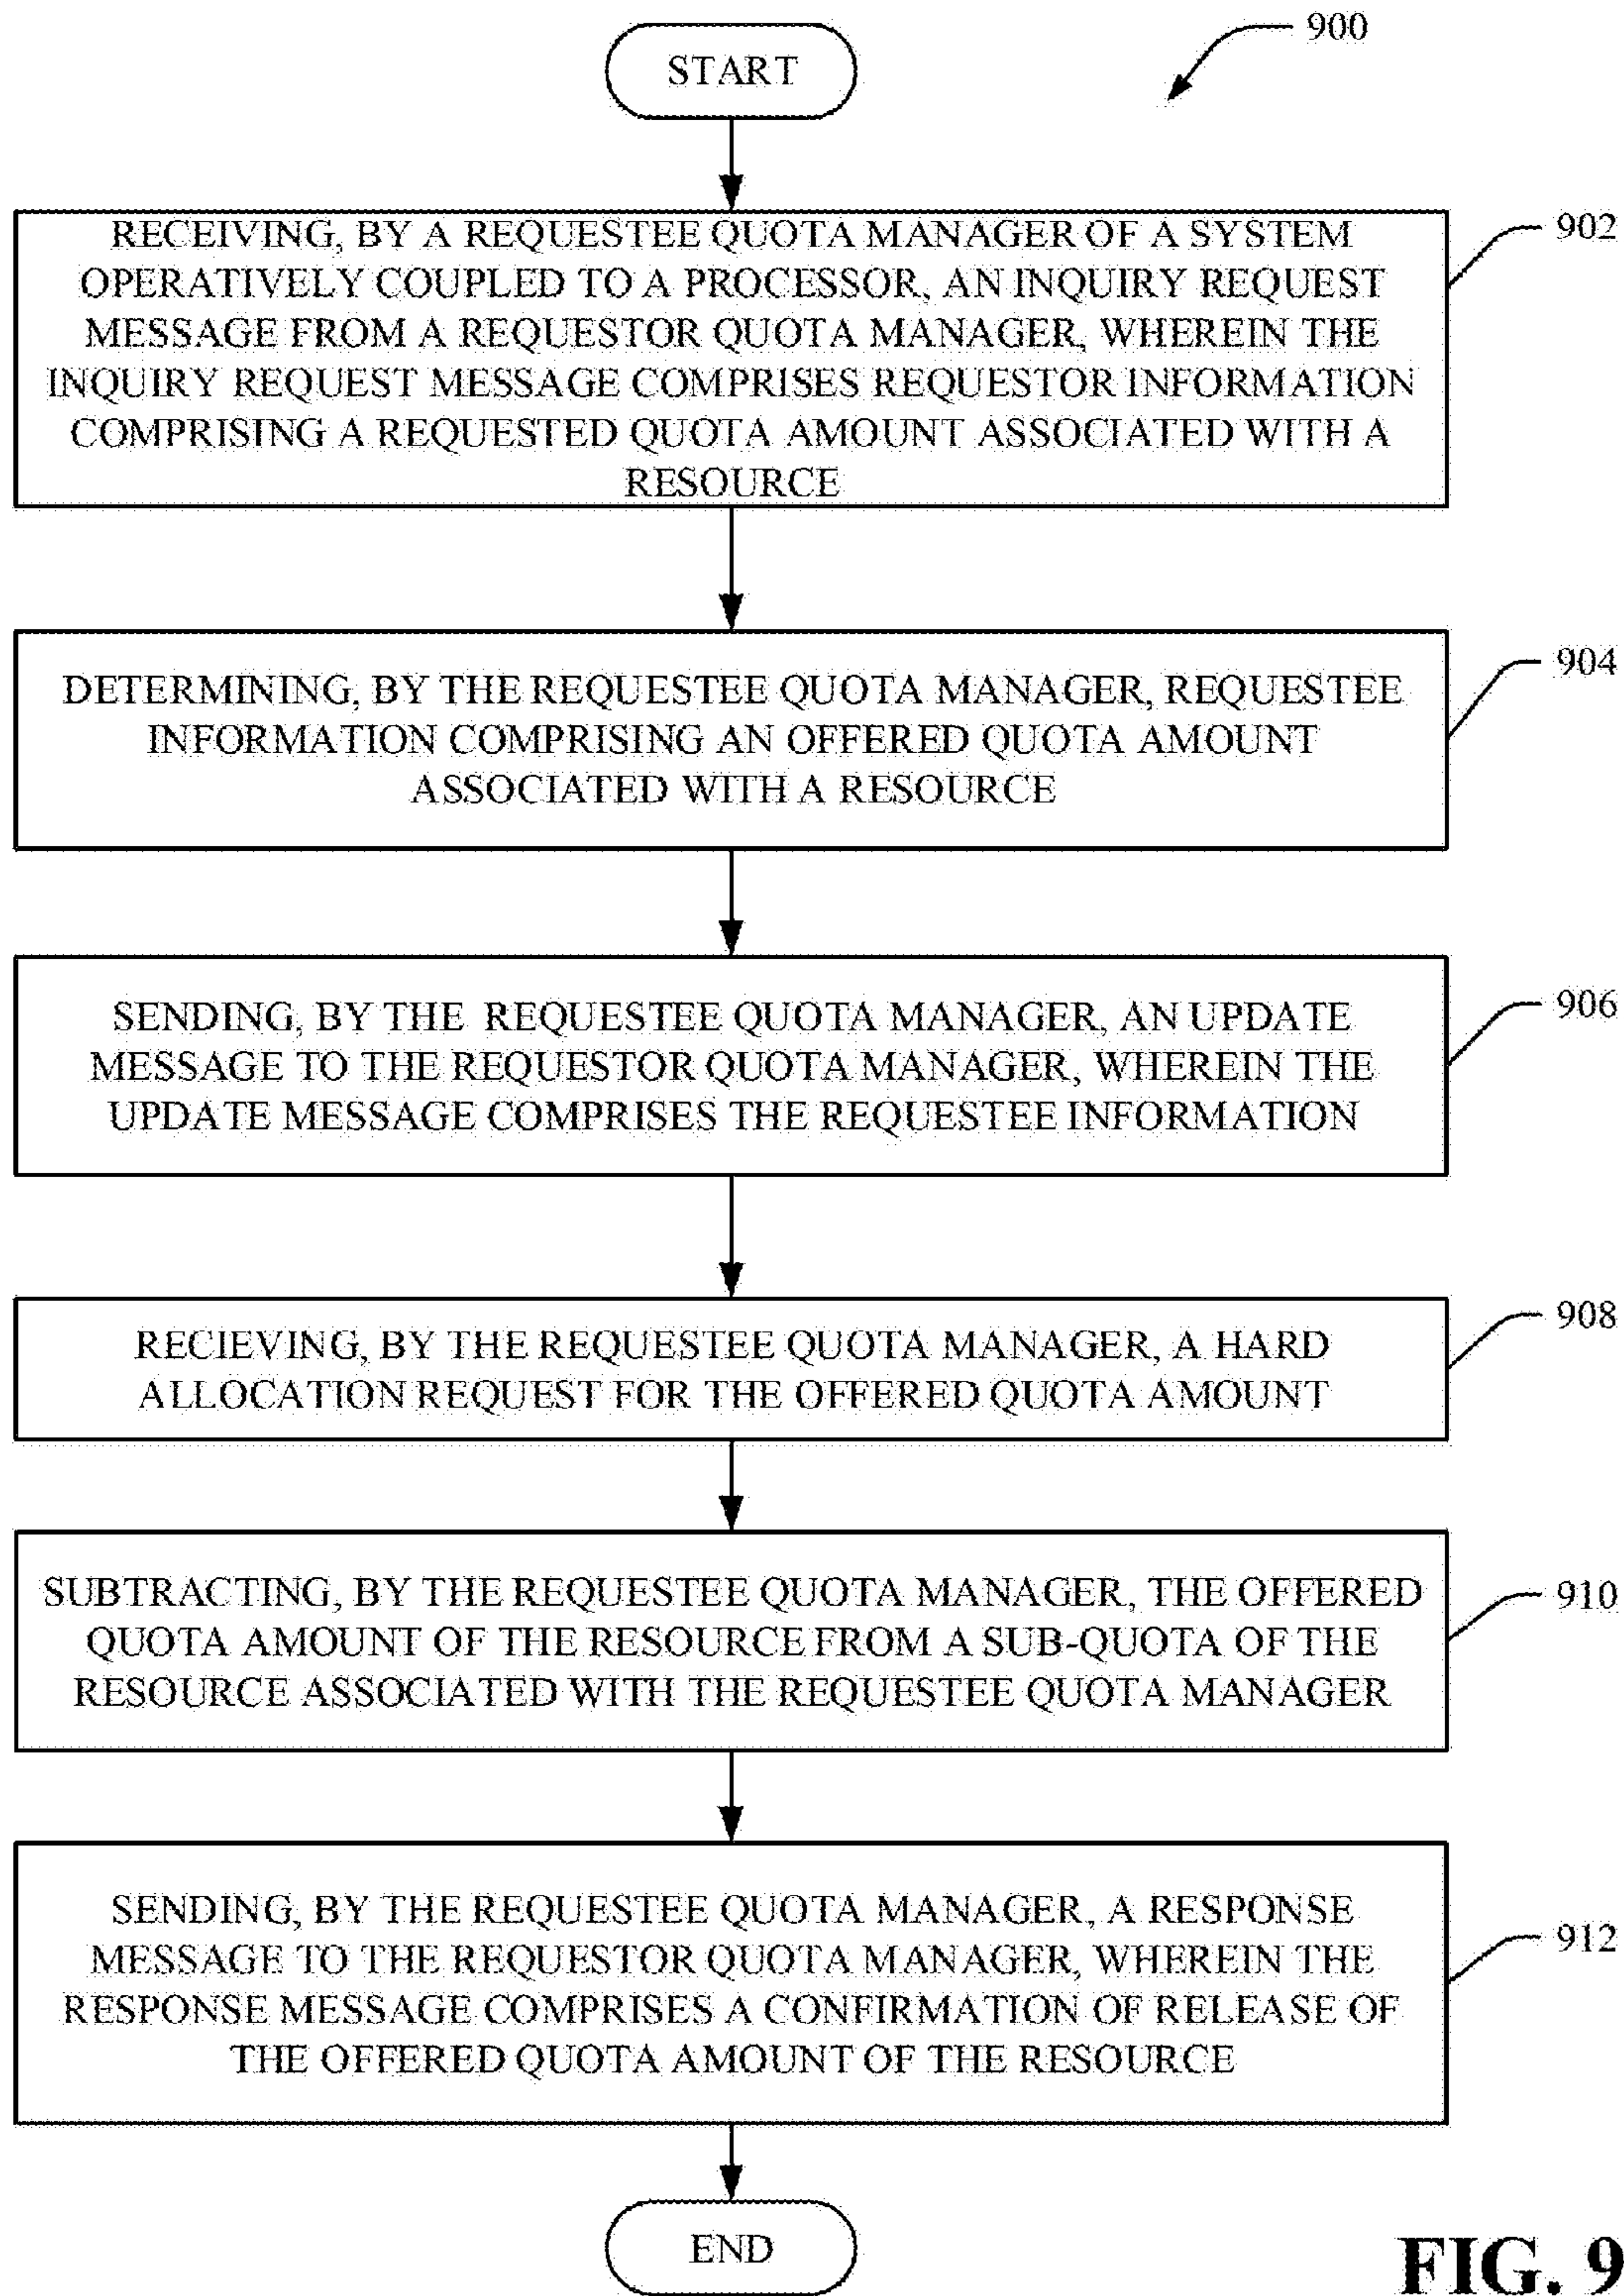 900
START
902
RECEIVING, BY A REQUESTEE QUOTA MANAGER OF A SYSTEM
OPERATIVELY COUPLED TO A PROCESSOR, AN INQUIRY REQUEST
MESSAGE FROM A REQUESTOR QUOTA MANAGER, WHEREIN THE
INQUIRY REQUEST MESSAGE COMPRISES REQUESTOR INFORMATION
COMPRISING A REQUESTED QUOTA AMOUNT ASSOCIATED WITH A
RESOURCE
904
DETERMINING, BY THE REQUESTEE QUOTA MANAGER, REQUESTEE
INFORMATION COMPRISING AN OFFERED QUOTA AMOUNT
ASSOCIATED WITH A RESOURCE
906
SENDING, BY THE REQUESTEE QUOTA MANAGER, AN UPDATE
MESSAGE TO THE REQUESTOR QUOTA MANAGER, WHEREIN THE
UPDATE MESSAGE COMPRISES THE REQUESTEE INFORMATION
908
RECIEVING, BY THE REQUESTEE QUOTA MANAGER, A HARD
ALLOCATION REQUEST FOR THE OFFERED QUOTA AMOUNT
910
SUBTRACTING, BY THE REQUESTEE QUOTA MANAGER, THE OFFERED
QUOTA AMOUNT OF THE RESOURCE FROM A SUB-QUOTA OF THE
RESOURCE ASSOCIATED WITH THE REQUESTEE QUOTA MANAGER
912
SENDING, BY THE REQUESTEE QUOTA MANAGER, A RESPONSE
MESSAGE TO THE REQUESTOR QUOTA MANAGER, WHEREIN THE
RESPONSE MESSAGE COMPRISES A CONFIRMATION OF RELEASE OF
THE OFFERED QUOTA AMOUNT OF THE RESOURCE
END
FIG. 9